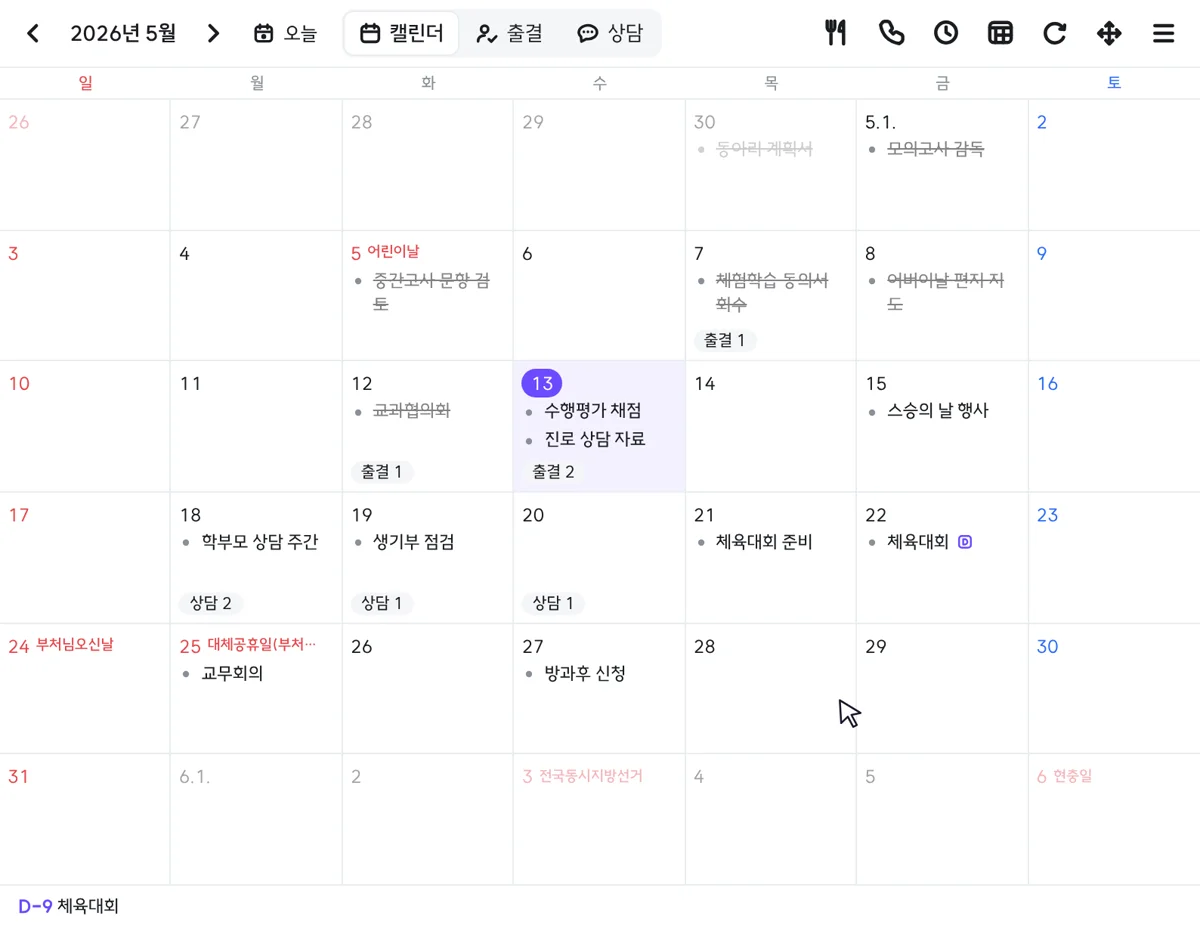 2026년 5월 오늘 캘린더 출결 상담
일 월 화 수 목 금 토
26 27 28 29 30 5.1. 2
동아리 계획서
모의고사 감독
3 4 5 어린이날 6 7 8 9
중간고사 문항 검
토
체험학습 동의서
회수
출결 1
어버이날 편지 지
도
10 11 12 13 14 15 16
교과협의회
출결 1
수행평가 채점
진로 상담 자료
출결 2
스승의 날 행사
17 18 19 20 21 22 23
학부모 상담 주간
상담 2
생기부 점검
상담 1
상담 1
체육대회 준비
체육대회 D
24 부처님오신날 25 대체공휴일(부처… 26 27 28 29 30
교무회의
방과후 신청
31 6.1. 2 3 전국동시지방선거 4 5 6 현충일
D-9 체육대회